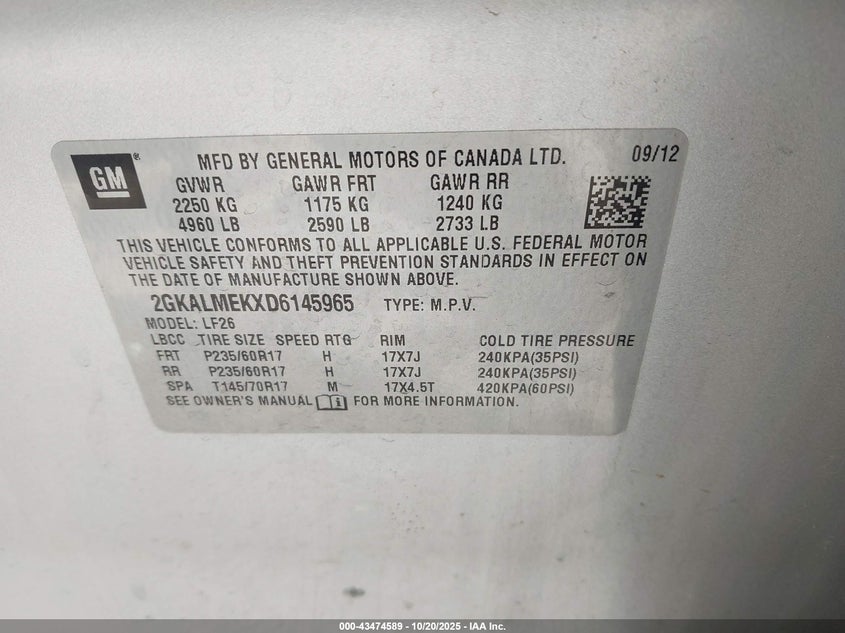 GM ®
MFD BY GENERAL MOTORS OF CANADA LTD. 09/12
GVWR GAWR FRT GAWR RR
2250 KG 1175 KG 1240 KG
4960 LB 2590 LB 2733 LB
THIS VEHICLE CONFORMS TO ALL APPLICABLE U.S. FEDERAL MOTOR
VEHICLE SAFETY AND THEFT PREVENTION STANDARDS IN EFFECT ON
THE DATE OF MANUFACTURE SHOWN ABOVE.
2GKALMEKXD6145965 TYPE: M.P.V.
MODEL: LF26
LBCC TIRE SIZE SPEED RTG RIM COLD TIRE PRESSURE
FRT P235/60R17 H 17X7J 240KPA(35PSI)
RR P235/60R17 H 17X7J 240KPA(35PSI)
SPA T145/70R17 M 17X4.5T 420KPA(60PSI)
SEE OWNER'S MANUAL i FOR MORE INFORMATION.
000-43474589 - 10/20/2025 - IAA Inc.